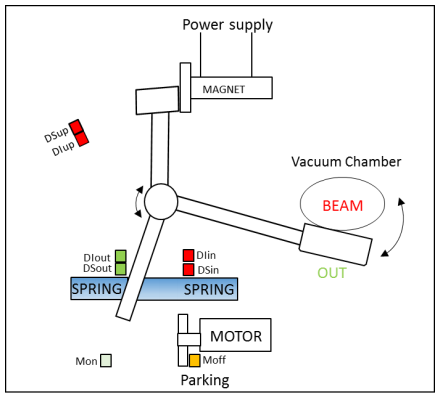 Power supply
MAGNET
DSup
DIup
Vacuum Chamber
BEAM
OUT
DIout
DSout
DIin
DSin
SPRING
SPRING
MOTOR
Mon
Moff
Parking